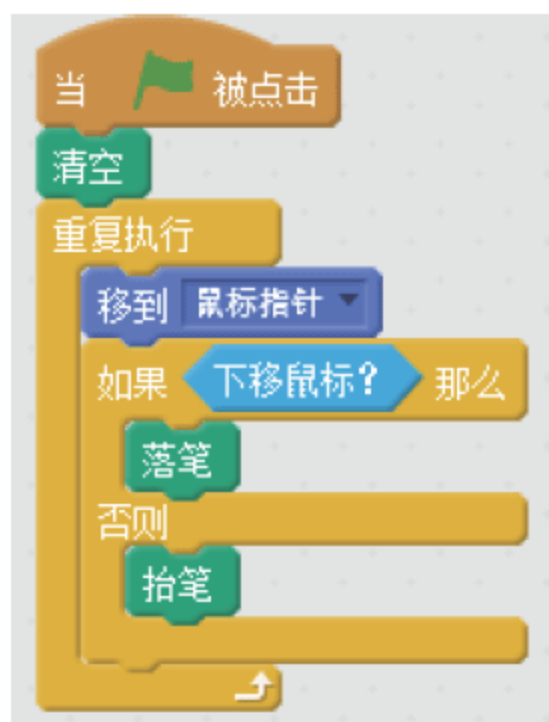 当 被点击
清空
重复执行
移到 鼠标指针
如果 下移鼠标? 那么
落笔
否则
抬笔